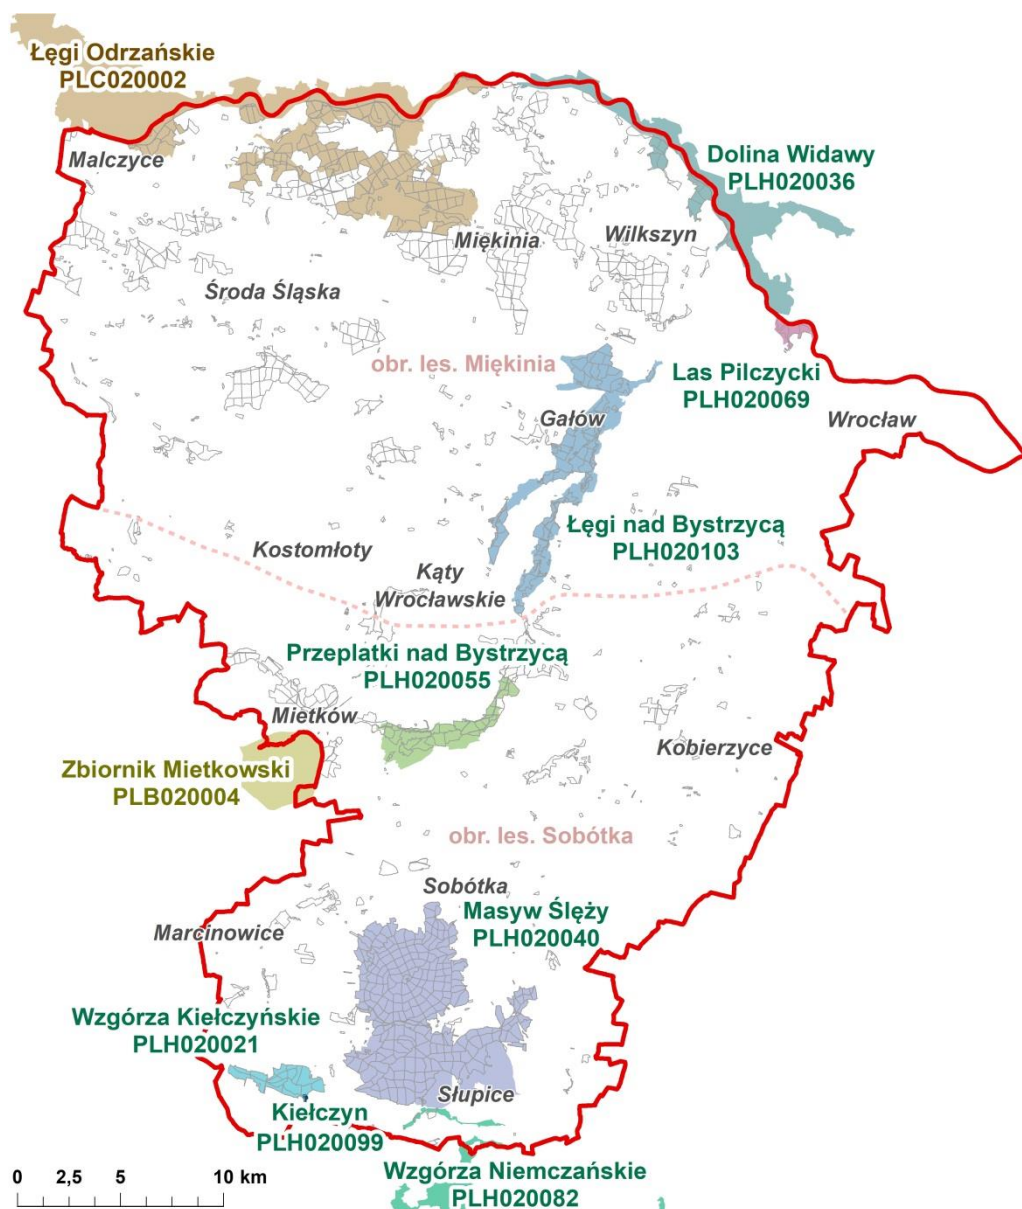 Łęgi Odrzańskie
PLC020002
Malczyce
Dolina Widawy
PLH020036
Miękinia
Wilkszyn
Środa Śląska
obr. les. Miękinia
Las Pilczycki
PLH020069
Gałów
Wrocław
Łęgi nad Bystrzycą
PLH020103
Kostomłoty
Kąty
Wrocławskie
Przeplatki nad Bystrzycą
PLH020055
Mietków
Kobierzyce
Zbiornik Mietkowski
PLB020004
obr. les. Sobótka
Sobótka
Masyw Ślęży
PLH020040
Marcinowice
Wzgórza Kiełczyńskie
PLH020021
Słupice
Kiełczyn
PLH020099
Wzgórza Niemczańskie
PLH020082
0 2,5 5 10 km